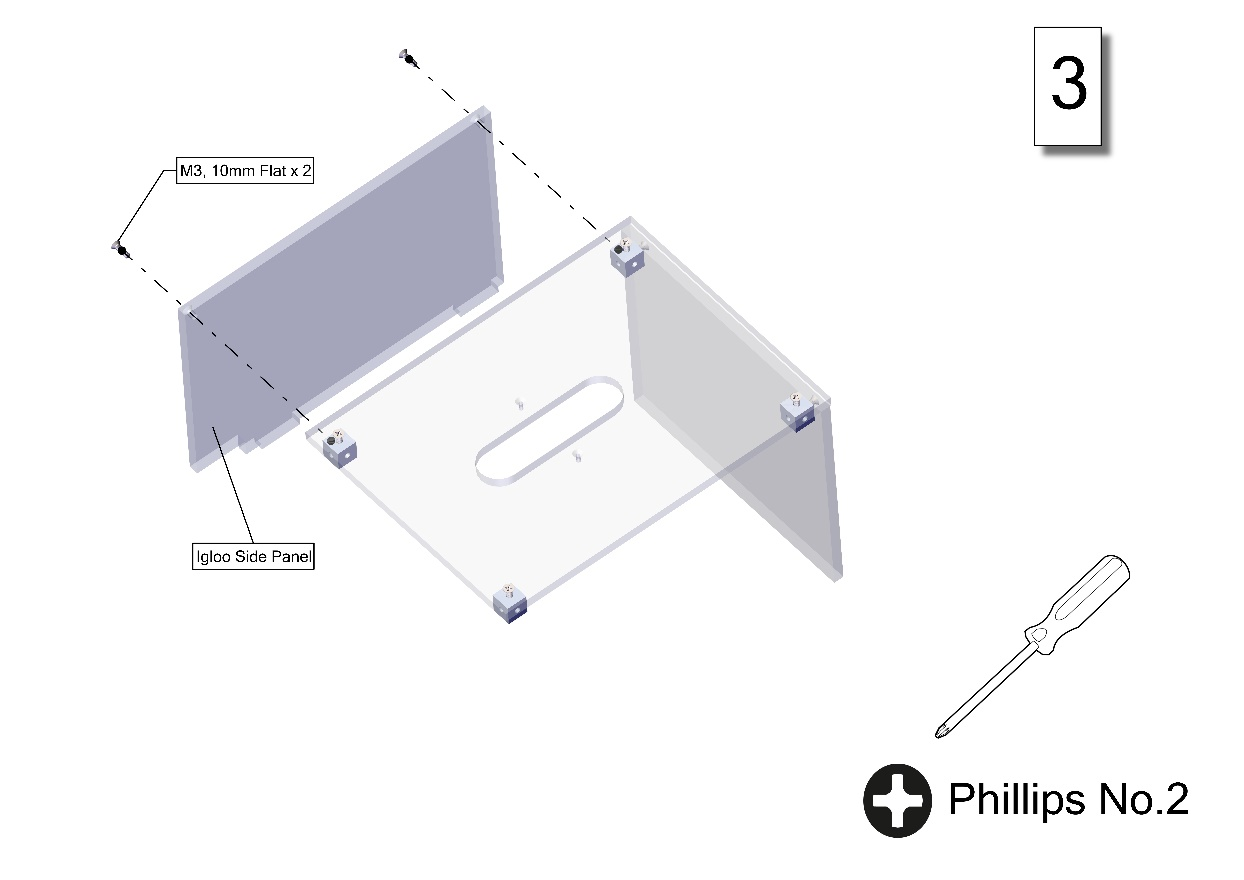 3
M3, 10mm Flat x 2
Igloo Side Panel
Phillips No.2